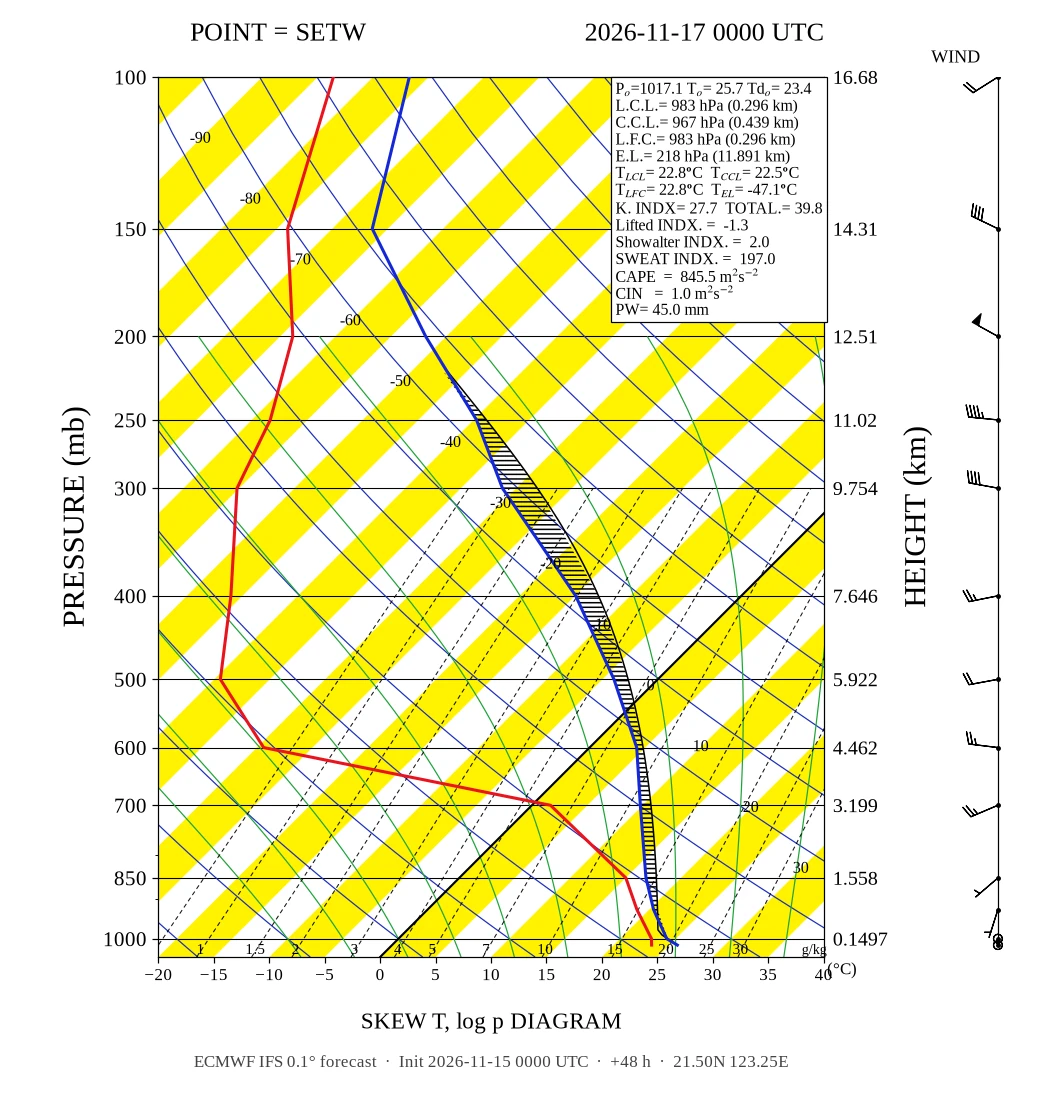 POINT = SETW
2026-11-17 0000 UTC
WIND
P_o=1017.1 T_o= 25.7 Td_o= 23.4
L.C.L.= 983 hPa (0.296 km)
C.C.L.= 967 hPa (0.439 km)
L.F.C.= 983 hPa (0.296 km)
E.L.= 218 hPa (11.891 km)
T_LCL= 22.8°C T_CCL= 22.5°C
T_LFC= 22.8°C T_EL= -47.1°C
K. INDX= 27.7 TOTAL.= 39.8
Lifted INDX. = -1.3
Showalter INDX. = 2.0
SWEAT INDX. = 197.0
CAPE = 845.5 m²s⁻²
CIN = 1.0 m²s⁻²
PW= 45.0 mm
100
150
200
250
300
400
500
600
700
850
1000
PRESSURE (mb)
-90
-80
-70
-60
-50
-40
-30
-20
-10
0
10
20
30
16.68
14.31
12.51
11.02
9.754
7.646
5.922
4.462
3.199
1.558
0.1497
HEIGHT (km)
1 1.5 2 3 4 5 7 10 15 20 25 30 g/kg
−20 −15 −10 −5 0 5 10 15 20 25 30 35 40 (°C)
SKEW T, log p DIAGRAM
ECMWF IFS 0.1° forecast · Init 2026-11-15 0000 UTC · +48 h · 21.50N 123.25E